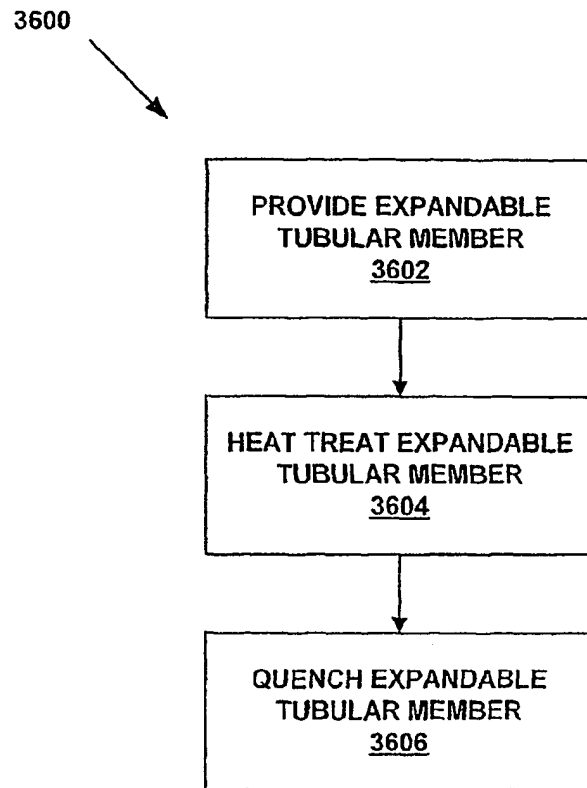 3600
PROVIDE EXPANDABLE
TUBULAR MEMBER
3602
HEAT TREAT EXPANDABLE
TUBULAR MEMBER
3604
QUENCH EXPANDABLE
TUBULAR MEMBER
3606